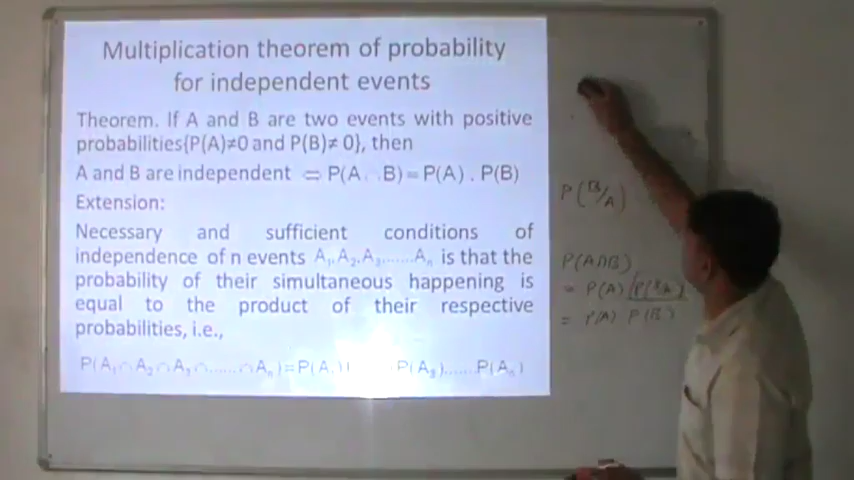 Multiplication theorem of probability
for independent events
Theorem. If A and B are two events with positive
probabilities{P(A)≠0 and P(B)≠ 0}, then
A and B are independent ⇔ P(A∩B)=P(A) . P(B)
Extension:
Necessary and sufficient conditions of
independence of n events A₁,A₂,A₃,......Aₙ is that the
probability of their simultaneous happening is
equal to the product of their respective
probabilities, i.e.,
P(A₁∩A₂∩A₃∩......∩Aₙ)=P(A₁) P(A₃)......P(Aₙ)
P(B/A)
P(A∩B)
= P(A) P(B/A)
= P(A) P(B)